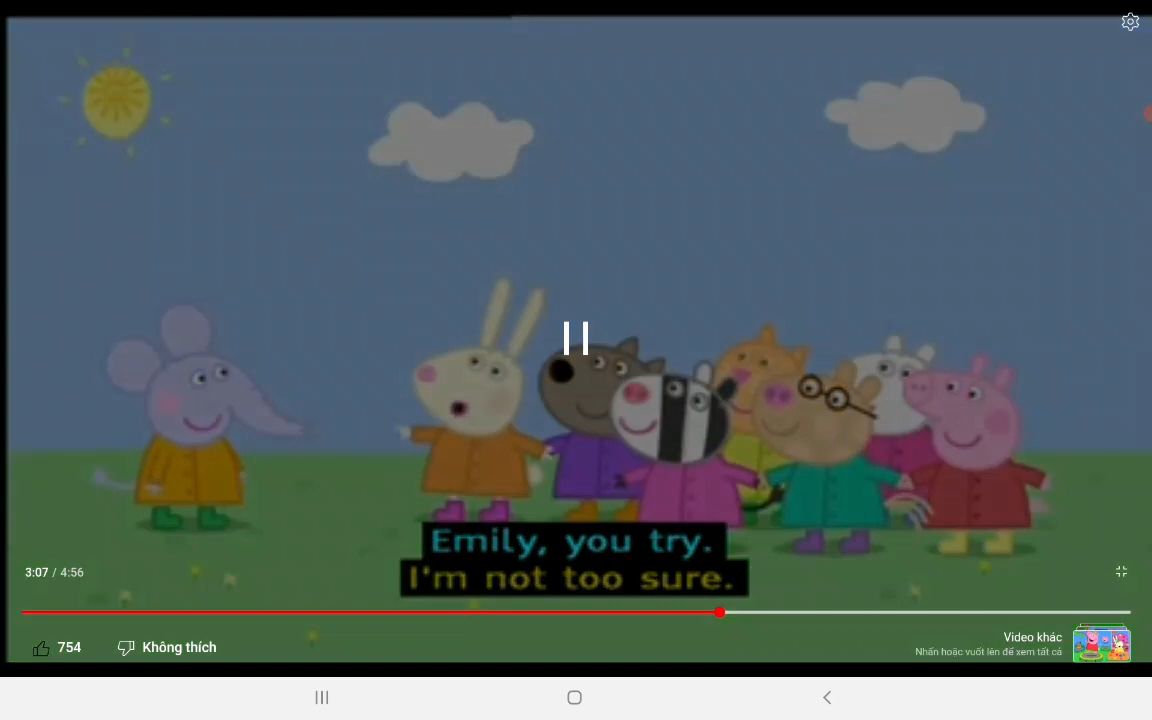 Emily, you try.
I'm not too sure.
3:07 / 4:56
754
Không thích
Video khác
Nhấn hoặc vuốt lên để xem tất cả